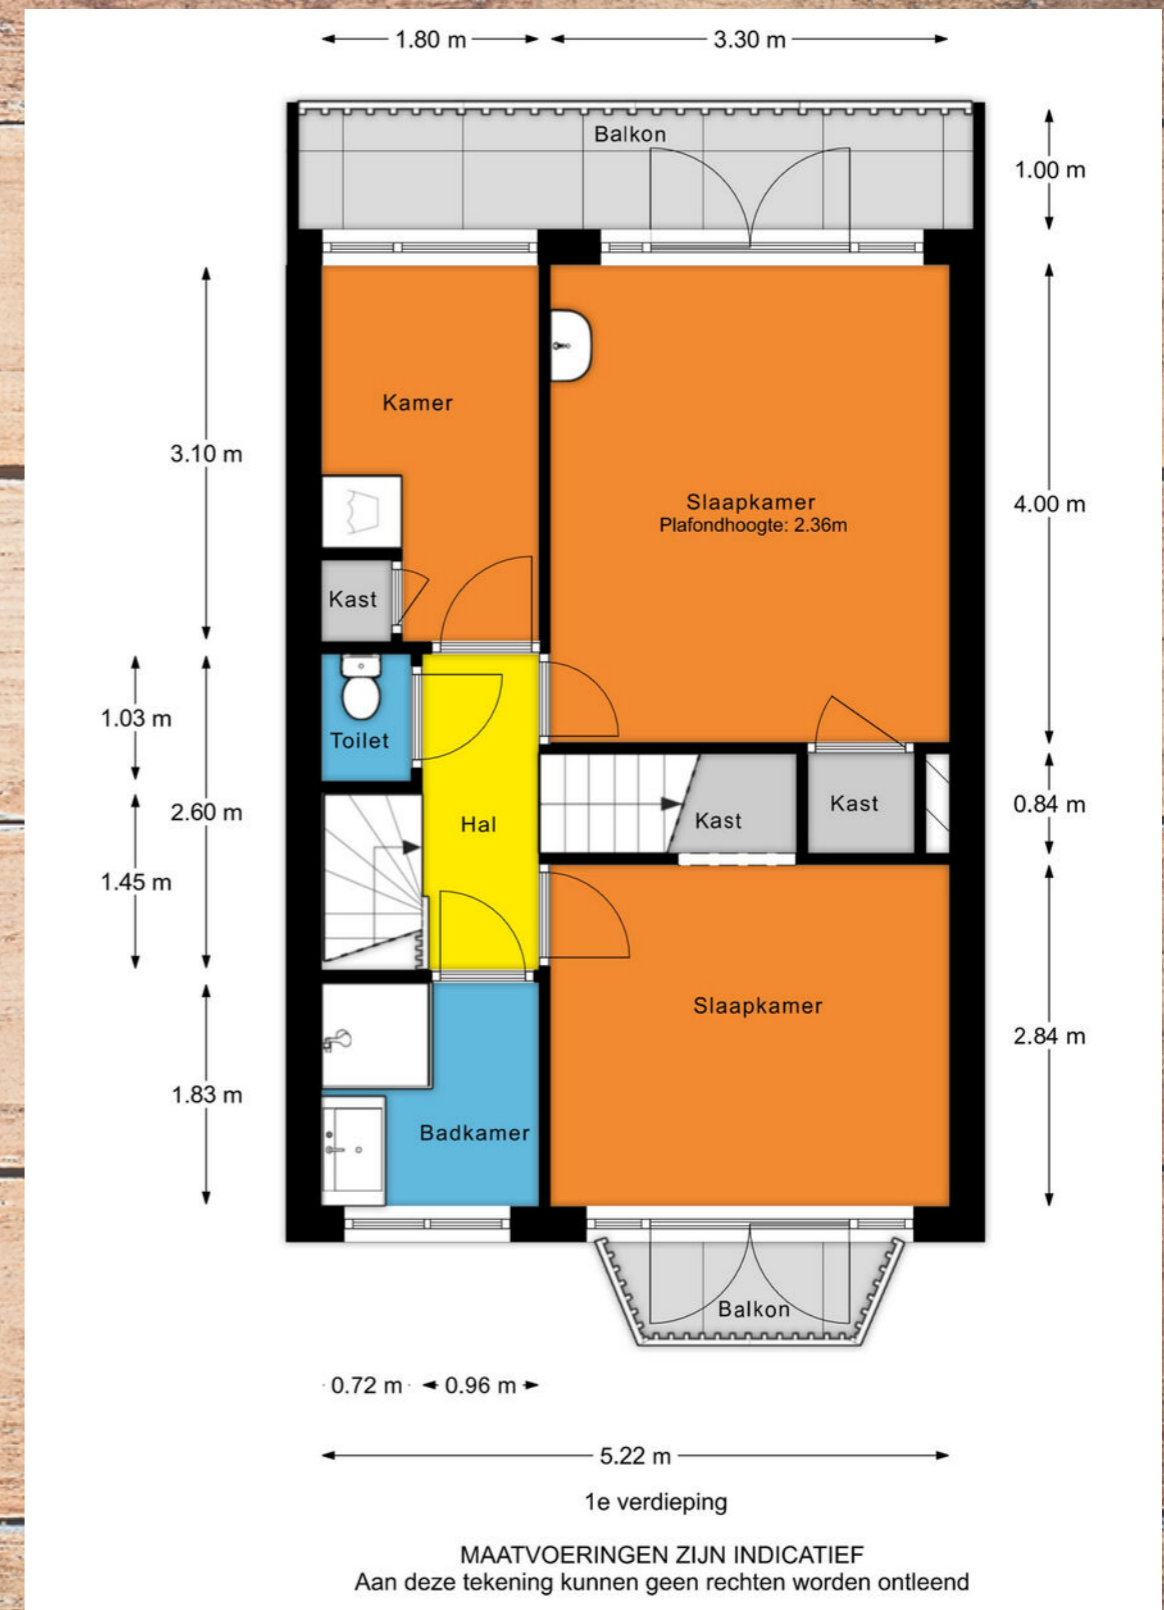 1.80 m
3.30 m
Balkon
1.00 m
Kamer
3.10 m
Slaapkamer
Plafondhoogte: 2.36m
4.00 m
Kast
1.03 m
Toilet
2.60 m
Hal
Kast
Kast
0.84 m
1.45 m
Slaapkamer
2.84 m
1.83 m
Badkamer
Balkon
0.72 m
0.96 m
5.22 m
1e verdieping
MAATVOERINGEN ZIJN INDICATIEF
Aan deze tekening kunnen geen rechten worden ontleend